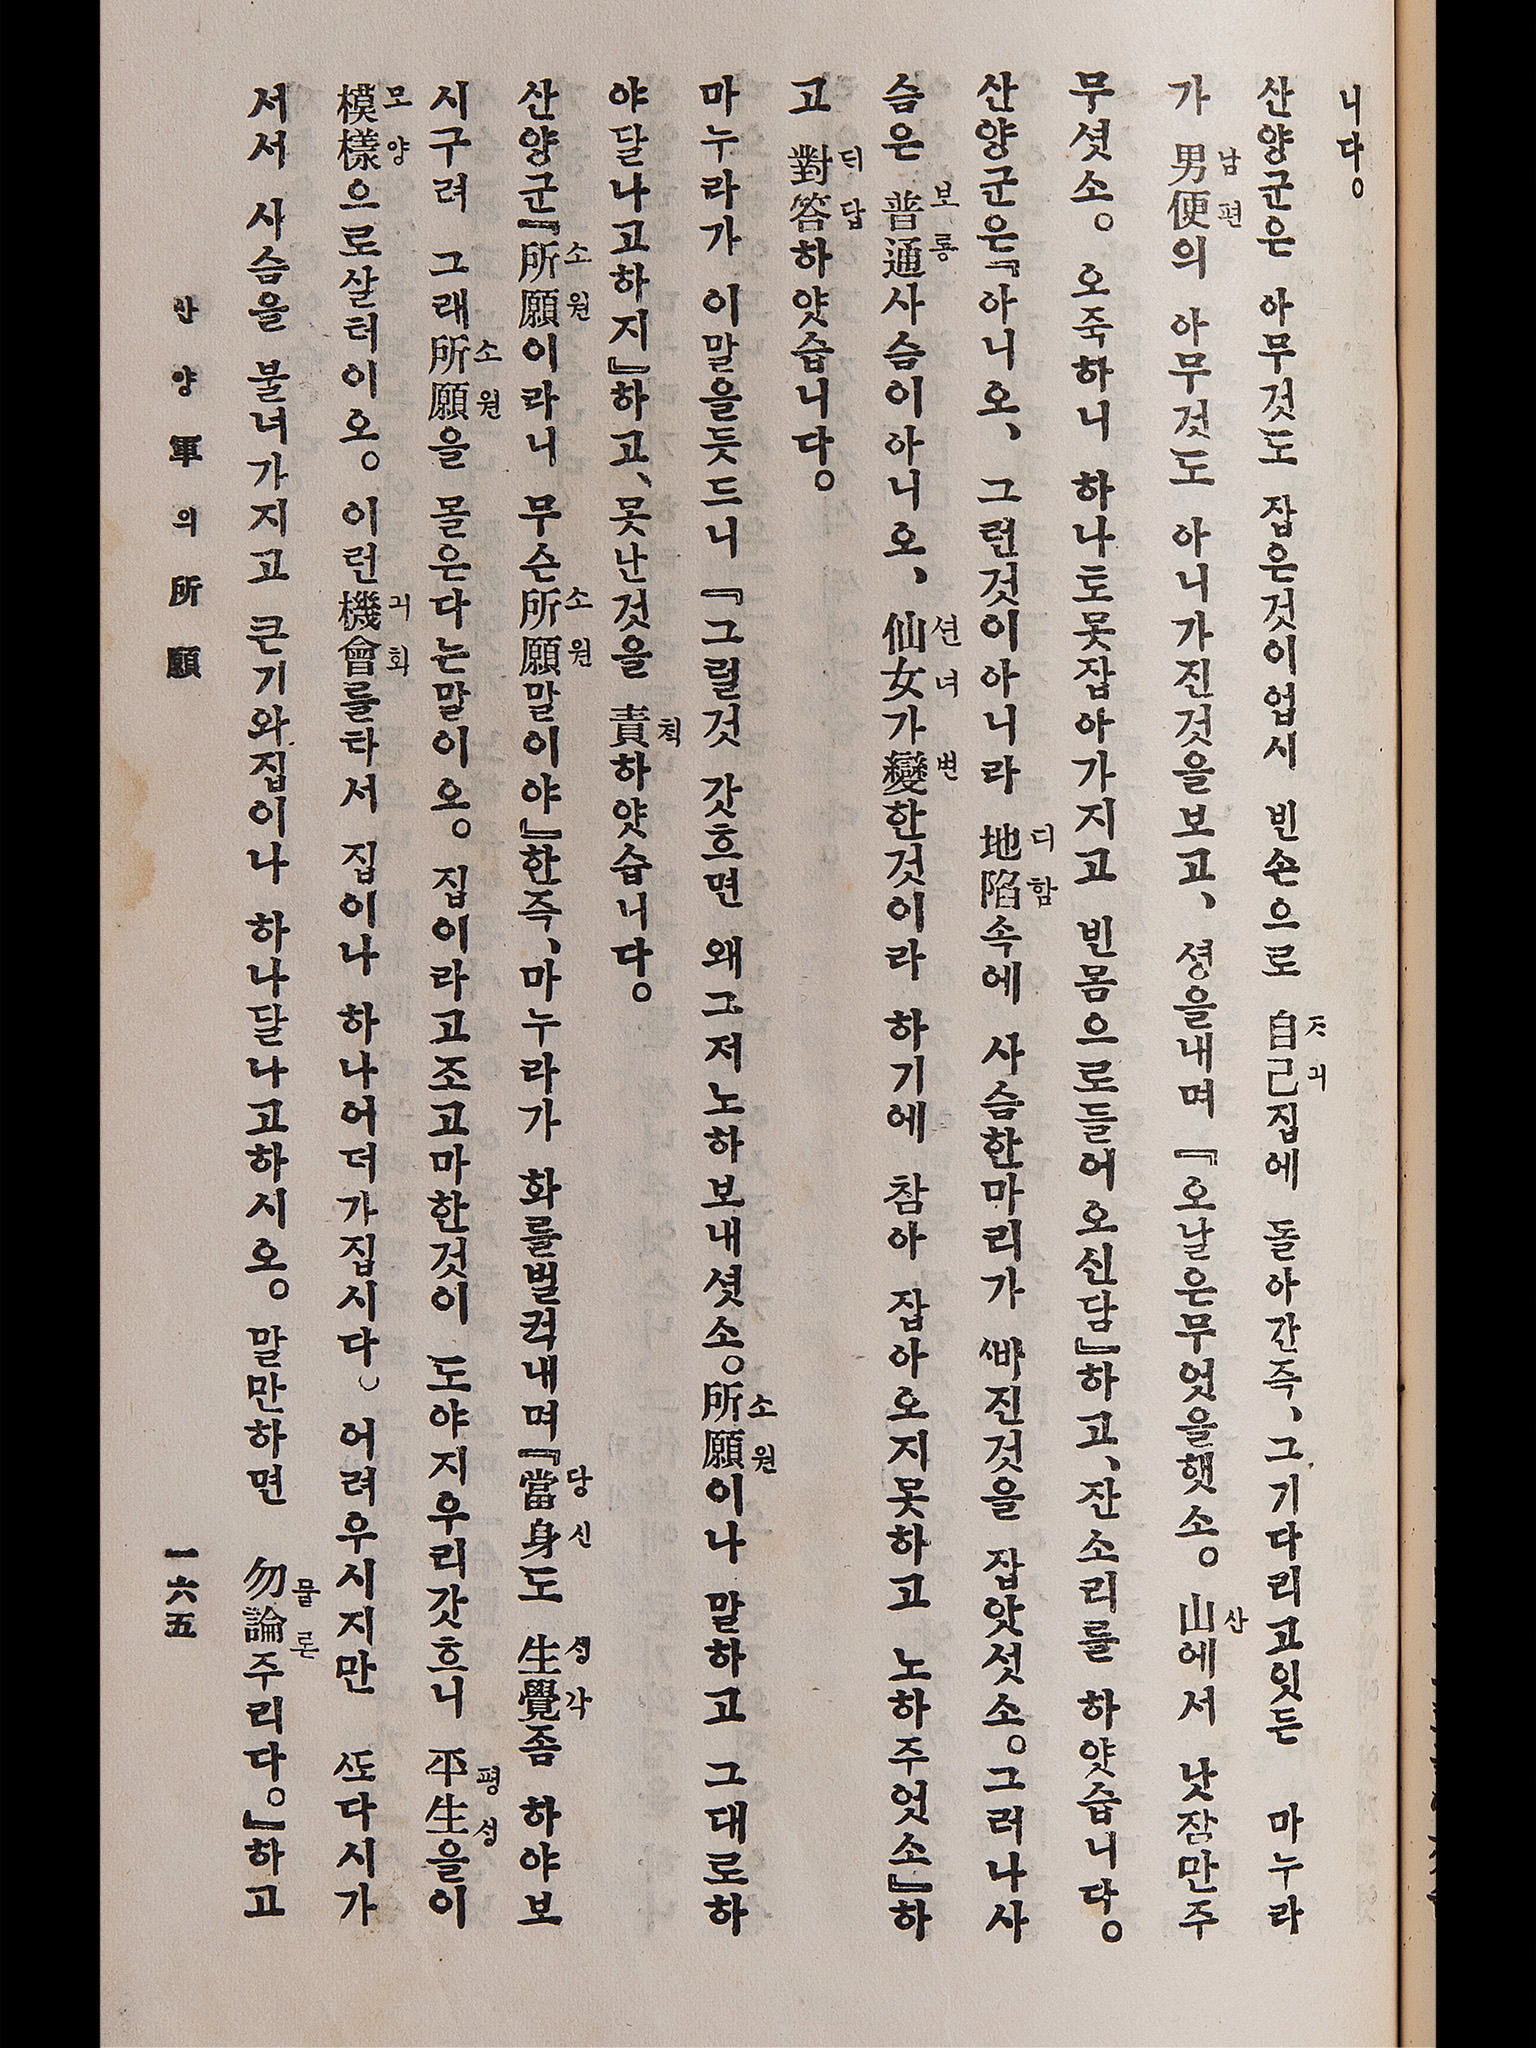 니다。
산양군은 아무것도 잡은것이업시 빈손으로 自己집에 돌아간즉、그기다리고잇든 마누라
가 男便의 아무것도 아니가진것을보고、셩을내며 『오날은무엇을햇소。山에서 낫잠만주
무셧소。오죽하니 하나토못잡아가지고 빈몸으로들어오신담』하고、잔소리를 하얏습니다。
산양군은『아니오、그런것이아니라 地陷속에 사슴한마리가 ᄲᅡ진것을 잡앗섯소。그러나사
슴은 普通사슴이아니오、仙女가變한것이라 하기에 참아 잡아오지못하고 노하주엇소』하
고 對答하얏습니다。
마누라가 이말을듯드니 『그럴것 갓흐면 왜그저노하보내셧소。所願이나 말하고 그대로하
야달나고하지』하고、못난것을 責하얏습니다。
산양군『所願이라니 무슨所願말이야』한즉、마누라가 화를벌컥내며『當身도 生覺좀 하야보
시구려 그래所願을 몰은다는말이오。집이라고조고마한것이 도야지우리갓흐니 平生을이
模樣으로살터이오。이런機會를타서 집이나 하나어더가집시다。어려우시지만 ᄯᅩ다시가
서서 사슴을 불너가지고 큰기와집이나 하나달나고하시오。말만하면 勿論주리다。』하고
산양軍의所願
一六五